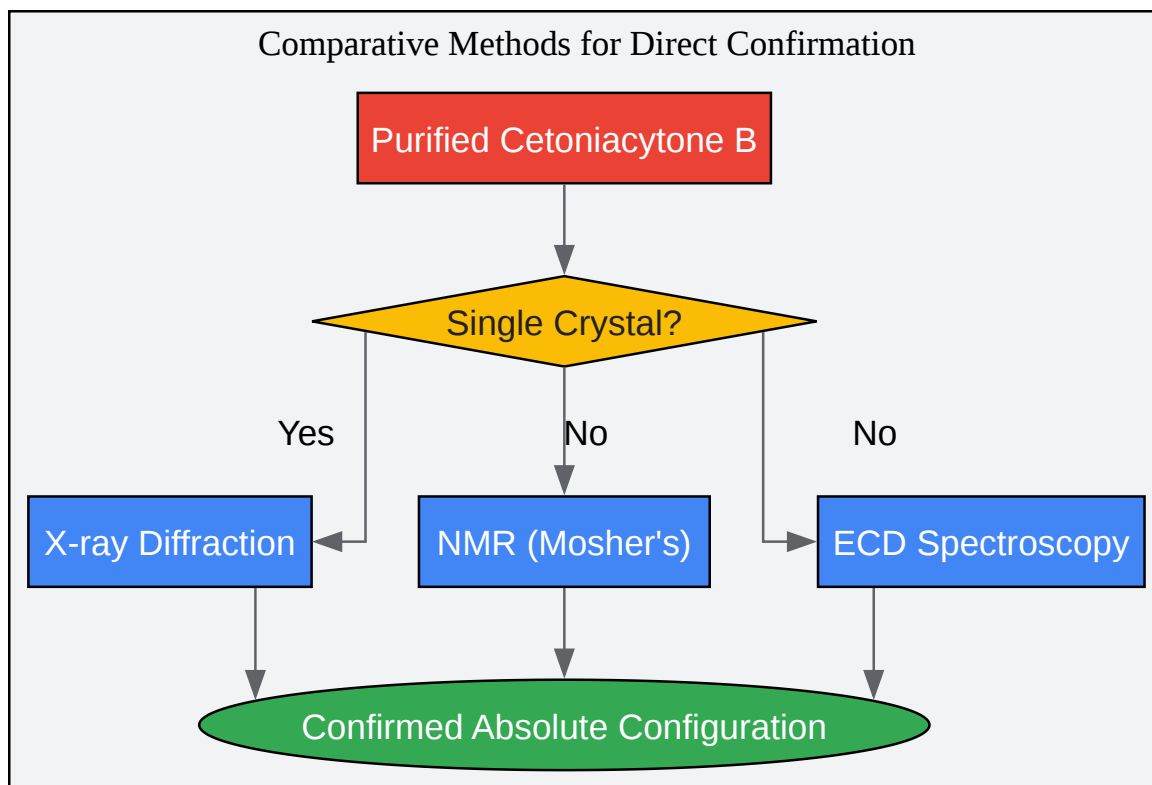 Comparative Methods for Direct Confirmation
Purified Cetoniacytone B
Single Crystal?
Yes
No
No
X-ray Diffraction
NMR (Mosher's)
ECD Spectroscopy
Confirmed Absolute Configuration